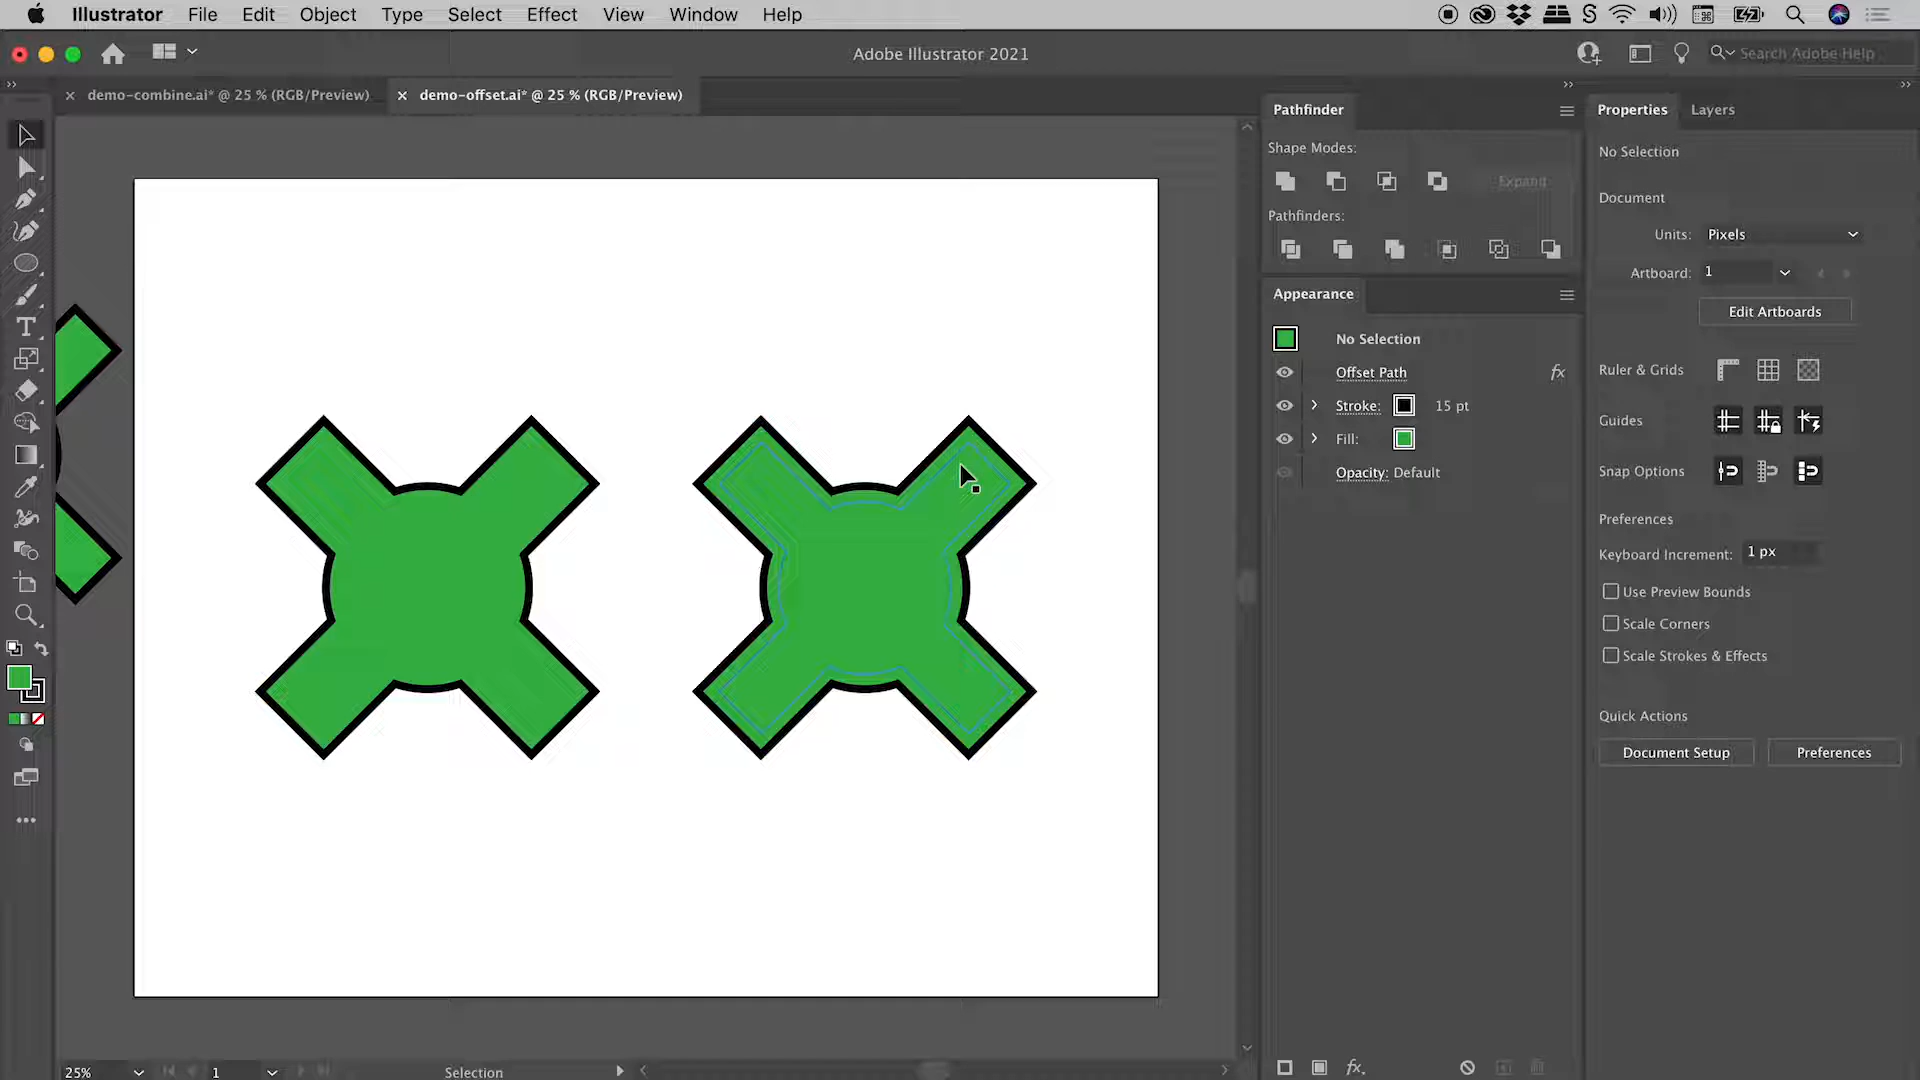 Illustrator File Edit Object Type Select Effect View Window Help
Adobe Illustrator 2021
Search Adobe Help
demo-combine.ai* @ 25 % (RGB/Preview)
demo-offset.ai* @ 25 % (RGB/Preview)
Pathfinder
Shape Modes:
Expand
Pathfinders:
Appearance
No Selection
Offset Path
fx
Stroke:
15 pt
Fill:
Opacity: Default
fx.
Properties
Layers
No Selection
Document
Units:
Pixels
Artboard:
1
Edit Artboards
Ruler & Grids
Guides
Snap Options
Preferences
Keyboard Increment:
1 px
Use Preview Bounds
Scale Corners
Scale Strokes & Effects
Quick Actions
Document Setup
Preferences
25%
1
Selection